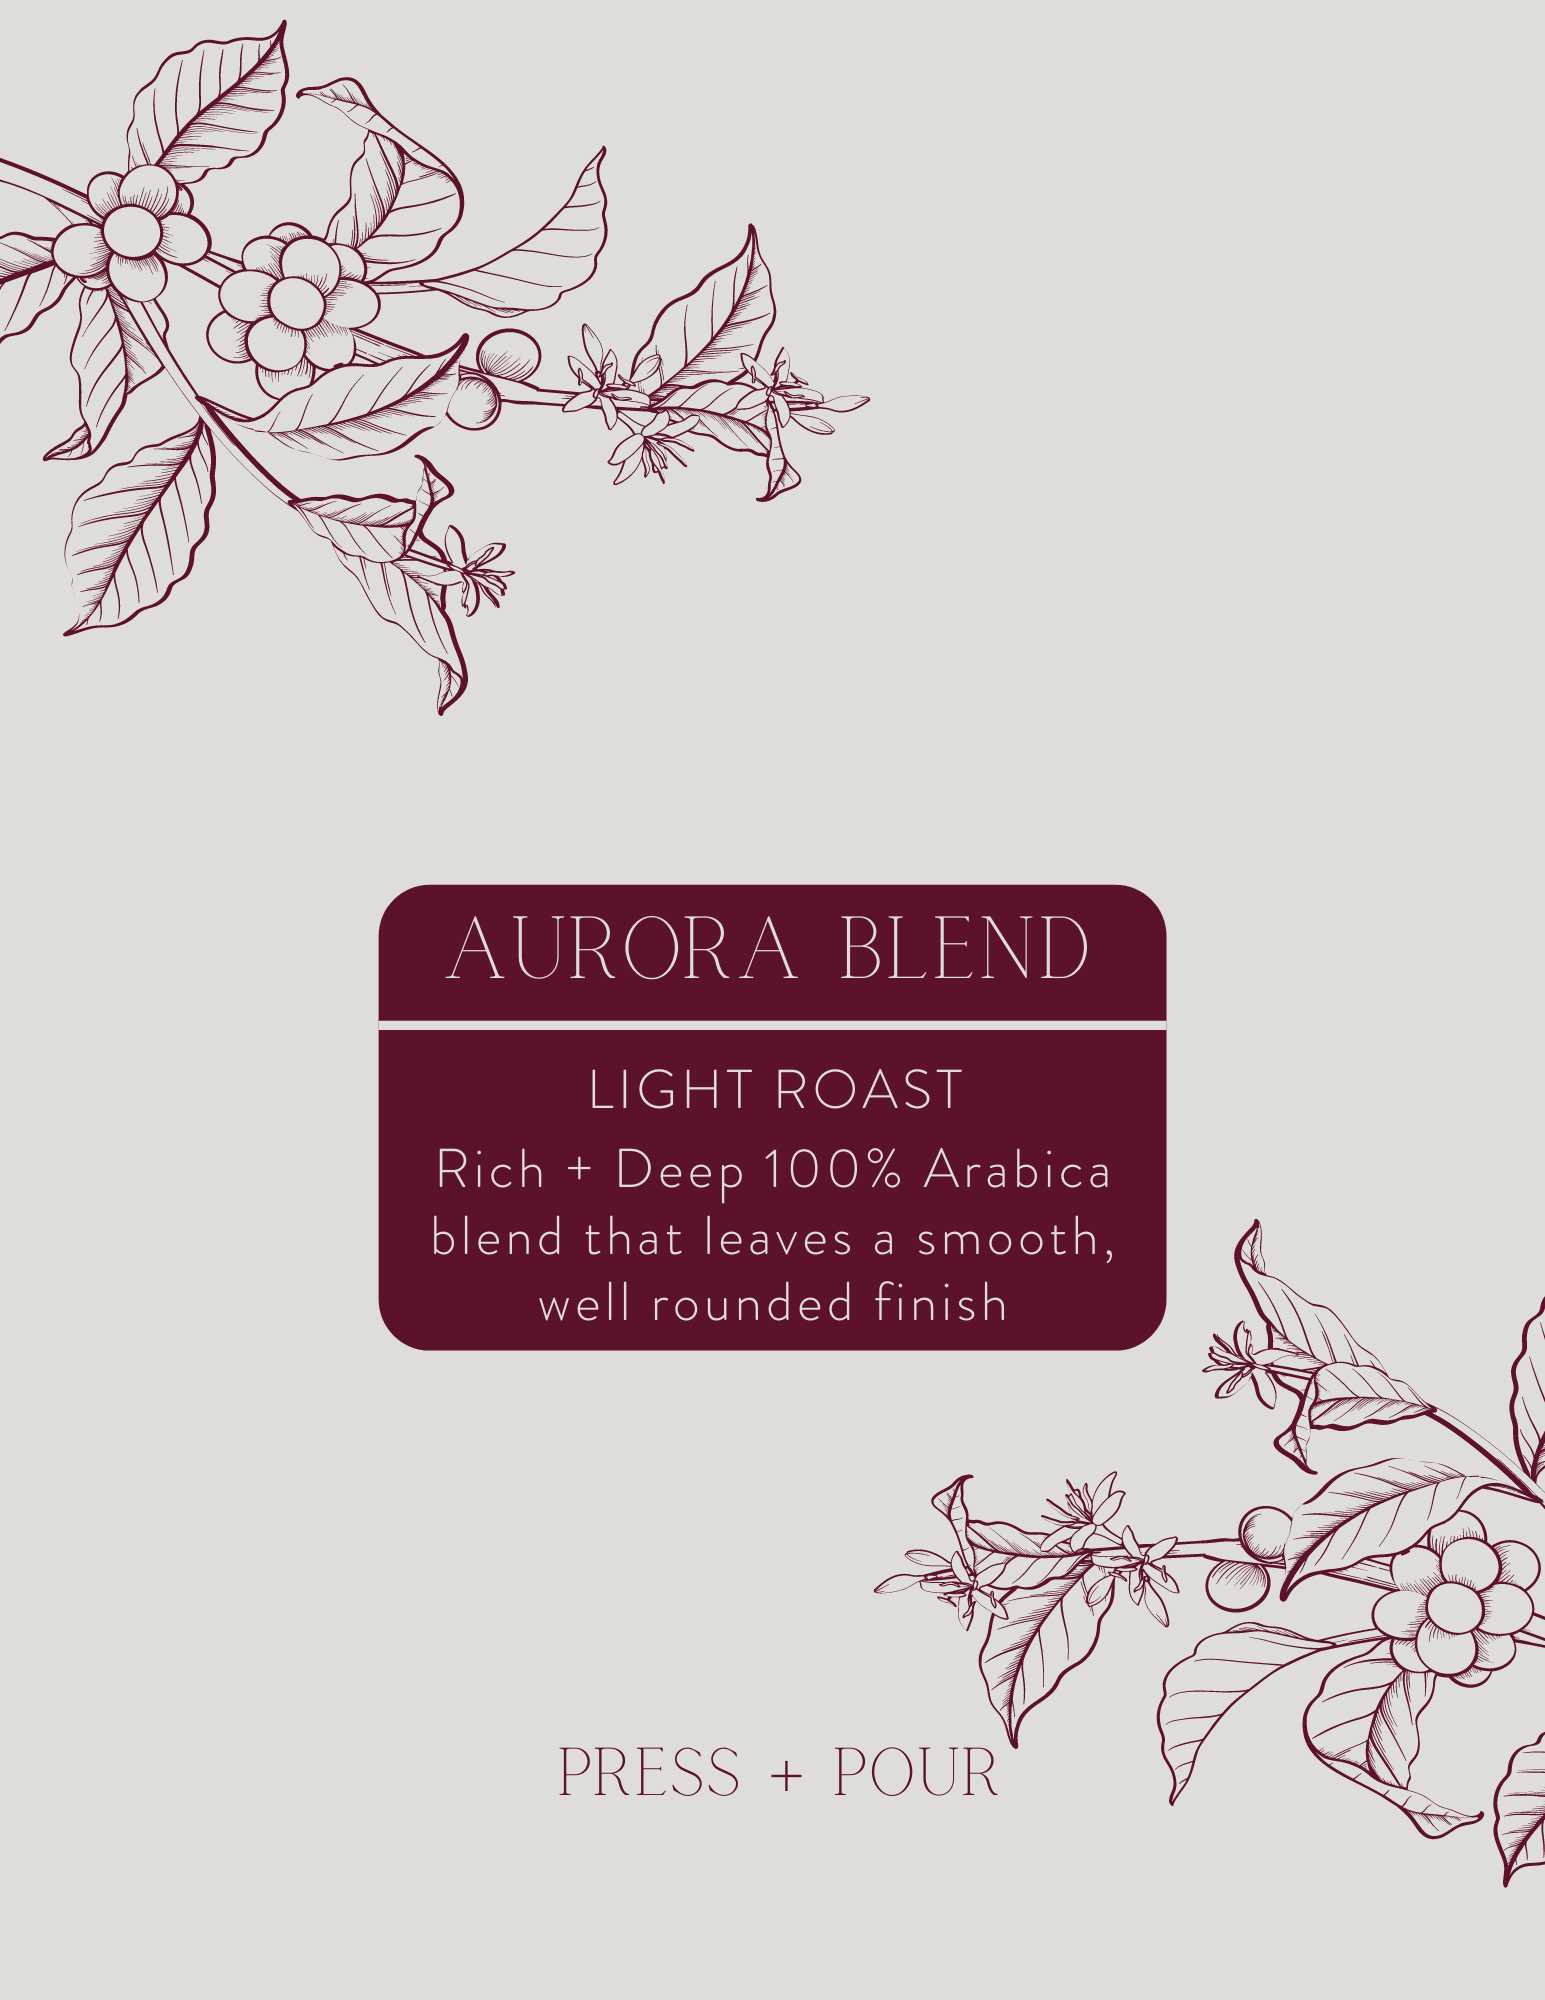 AURORA BLEND
LIGHT ROAST
Rich + Deep 100% Arabica
blend that leaves a smooth,
well rounded finish
PRESS + POUR